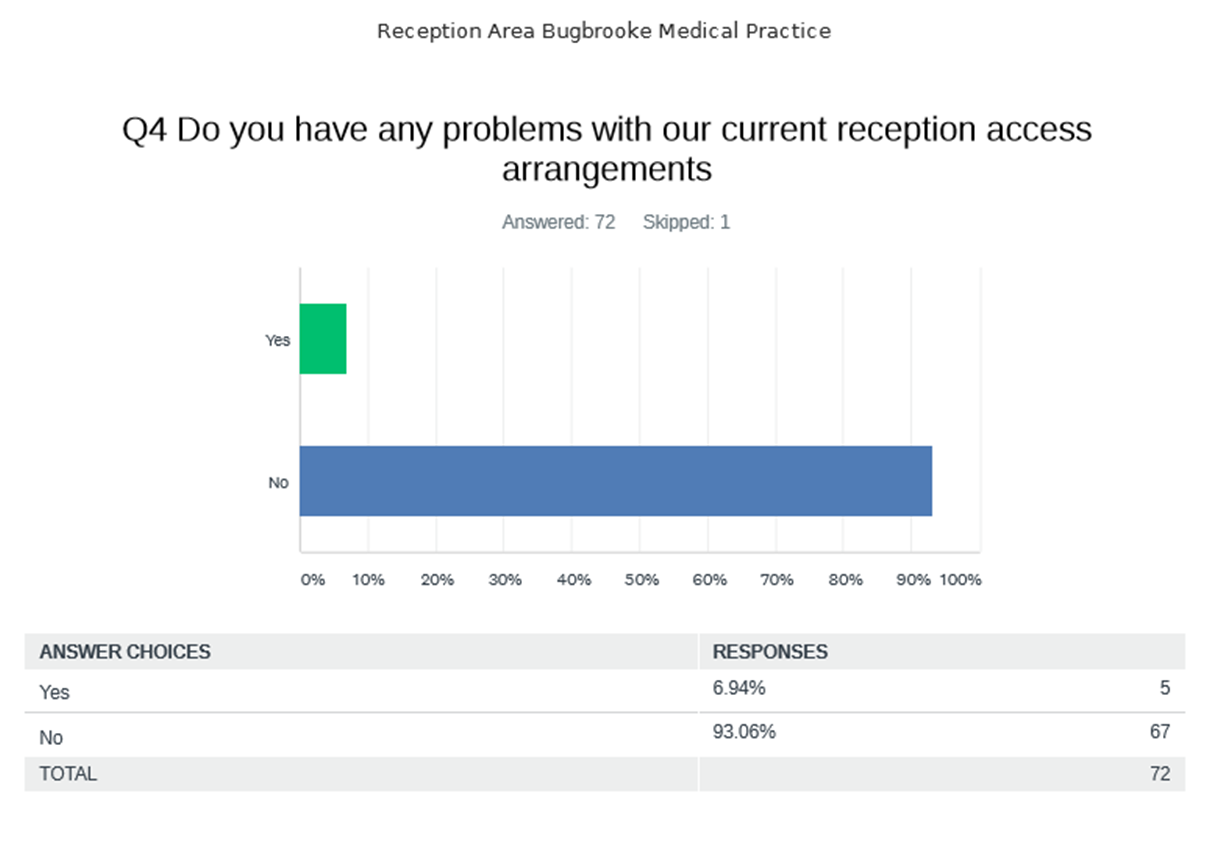 Reception Area Bugbrooke Medical Practice
Q4 Do you have any problems with our current reception access
arrangements
Answered: 72 Skipped: 1
Yes
No
0% 10% 20% 30% 40% 50% 60% 70% 80% 90% 100%
ANSWER CHOICES RESPONSES
Yes 6.94% 5
No 93.06% 67
TOTAL 72